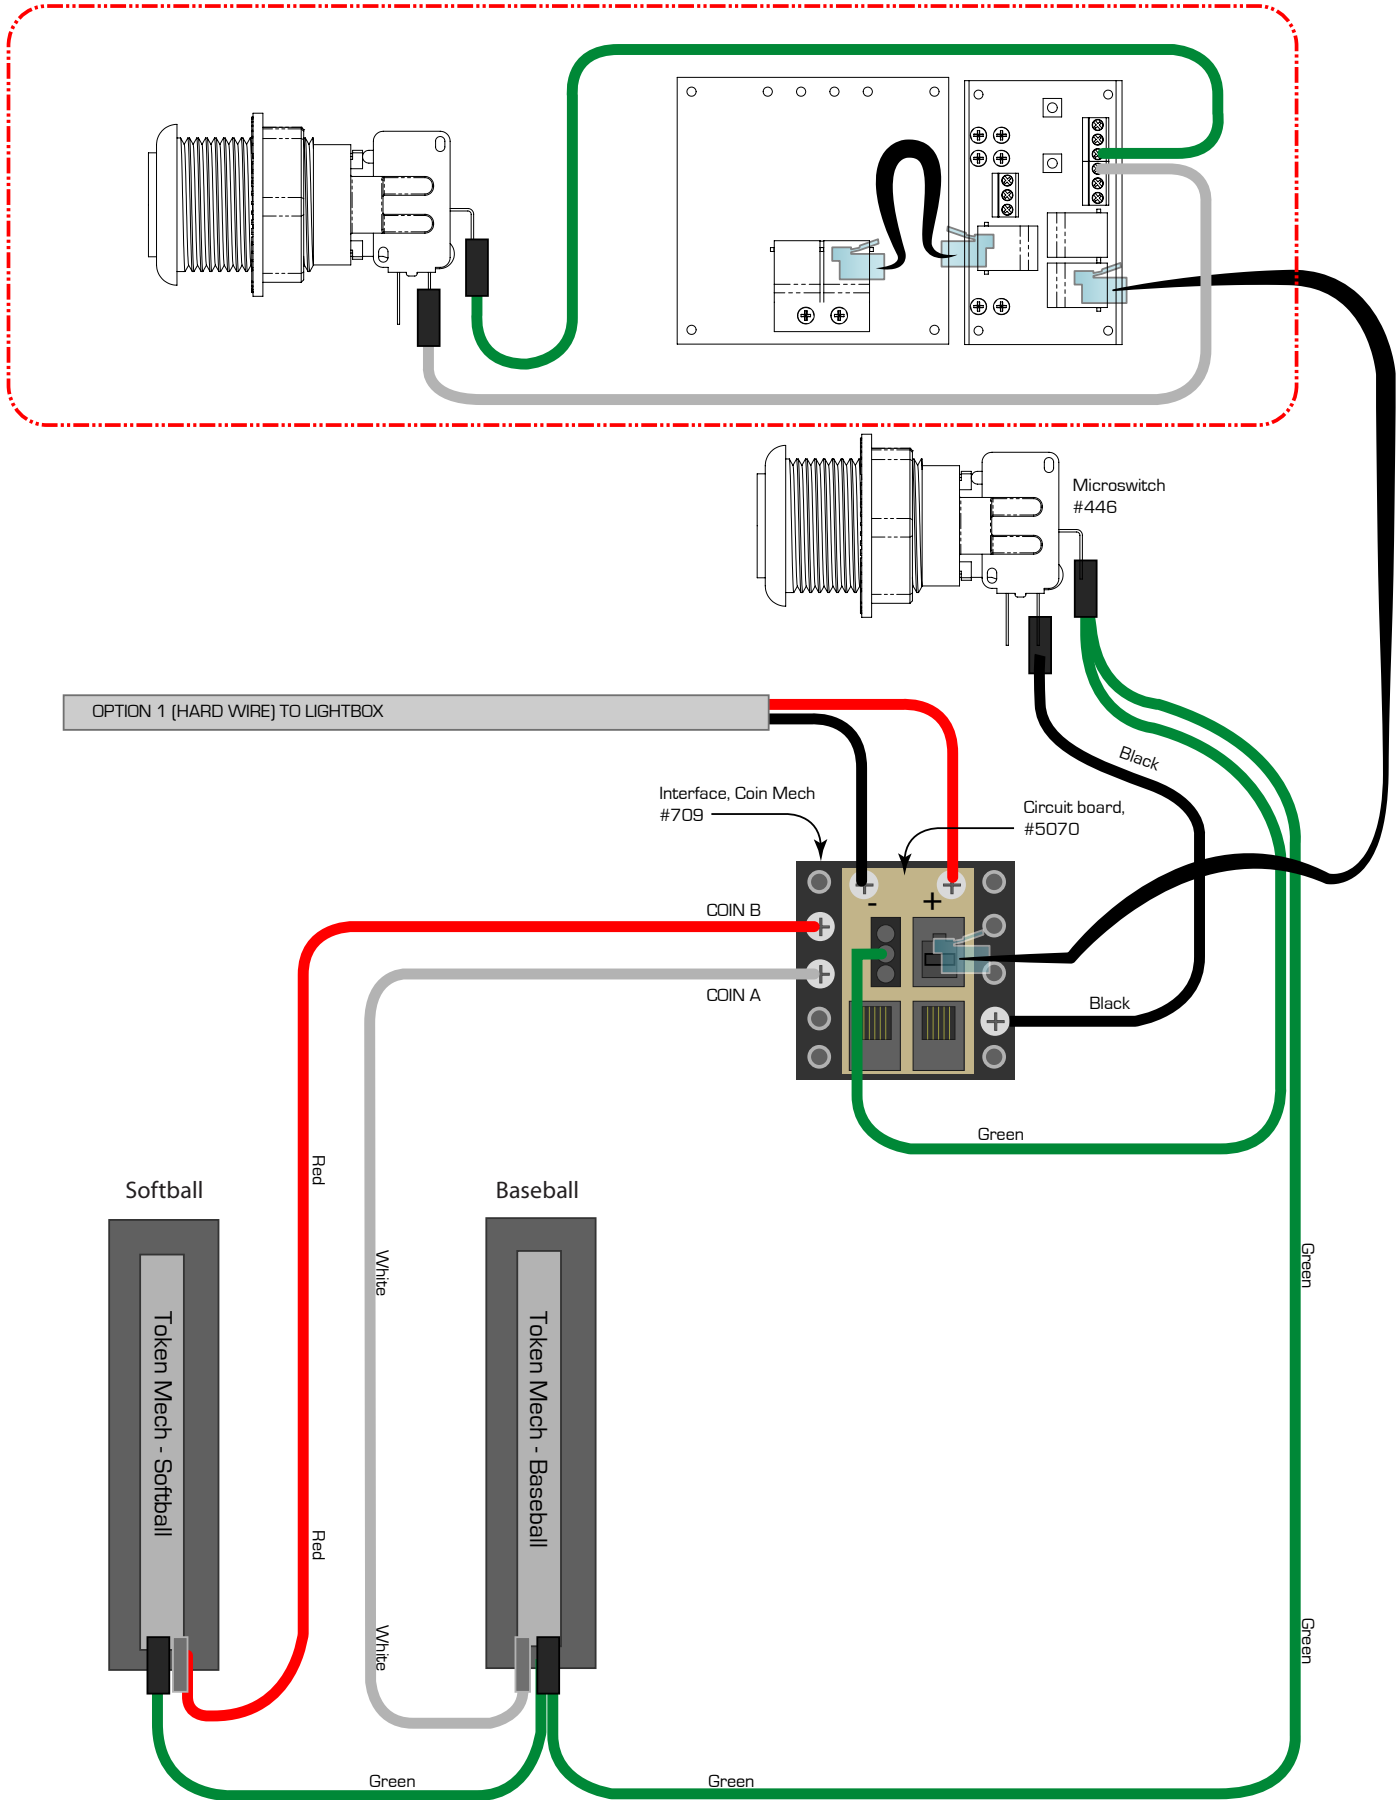 Microswitch
#446
OPTION 1 (HARD WIRE) TO LIGHTBOX
Black
Interface, Coin Mech
#709
Circuit board,
#5070
-
+
COIN B
COIN A
Black
Green
Red
Softball
Baseball
White
Green
Token Mech - Softball
Token Mech - Baseball
Red
White
Green
Green
Green